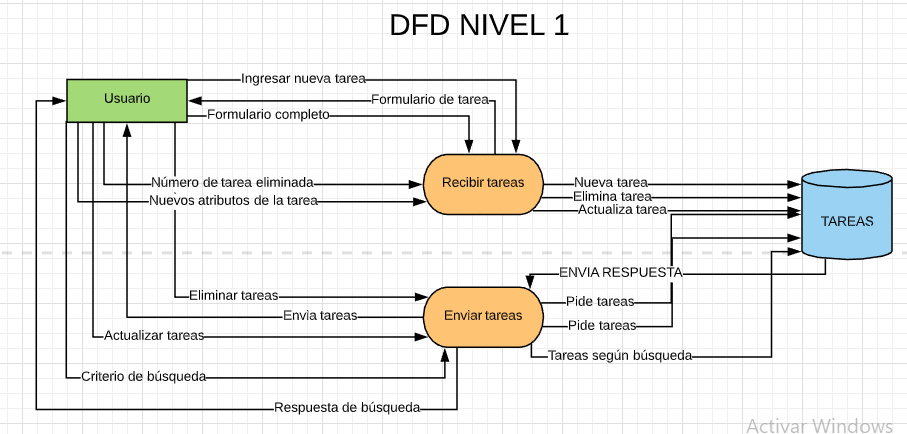 DFD NIVEL 1
Ingresar nueva tarea
Usuario
Formulario de tarea
Formulario completo
Número de tarea eliminada
Recibir tareas
Nueva tarea
Elimina tarea
Nuevos atributos de la tarea
Actualiza tarea
TAREAS
ENVIA RESPUESTA
Eliminar tareas
Pide tareas
Envia tareas
Enviar tareas
Pide tareas
Actualizar tareas
Tareas según búsqueda
Criterio de búsqueda
Respuesta de búsqueda
Activar Windows